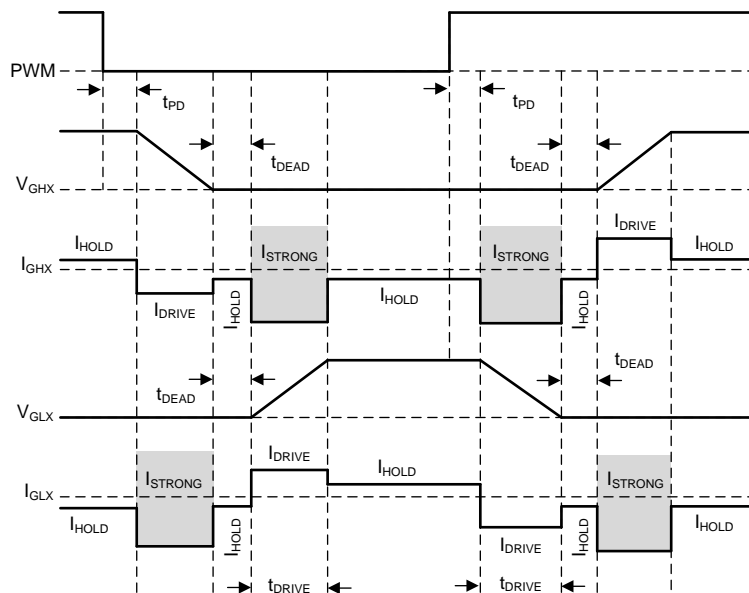 PWM
tPD
tPD
tDEAD
tDEAD
VGHX
IHOLD
ISTRONG
ISTRONG
IDRIVE
IHOLD
IGHX
IDRIVE
IHOLD
IHOLD
IHOLD
tDEAD
tDEAD
VGLX
IDRIVE
ISTRONG
IHOLD
ISTRONG
IGLX
IHOLD
IHOLD
IDRIVE
IHOLD
IHOLD
tDRIVE
tDRIVE